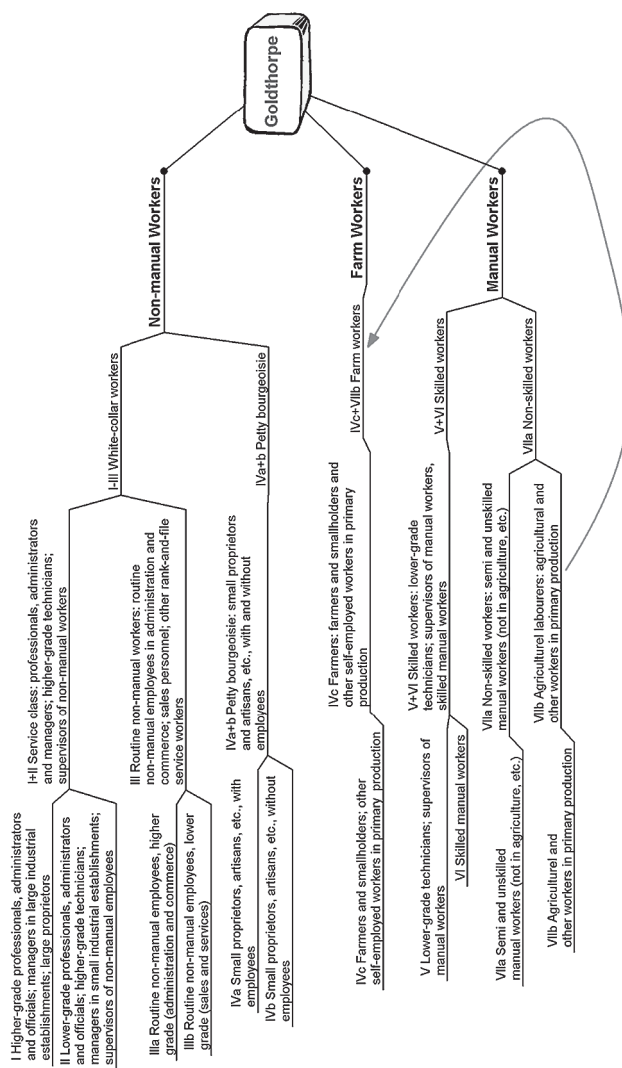 Goldthorpe
Non-manual Workers
Farm Workers
Manual Workers
I-III White-collar workers
IVa+b Petty bourgeoisie
IVc+VIIb Farm workers
V+VI Skilled workers
VIIa Non-skilled workers
I+II Service class: professionals, administrators
and managers; higher-grade technicians;
supervisors of non-manual workers
III Routine non-manual workers: routine
non-manual employees in administration and
commerce; sales personnel; other rank-and-file
service workers
IVa+b Petty bourgeoisie: small proprietors
and artisans, etc., with and without
employees
IVc Farmers: farmers and smallholders and
other self-employed workers in primary
production
V+VI Skilled workers: lower-grade
technicians; supervisors of manual workers,
skilled manual workers
VIIa Non-skilled workers: semi and unskilled
manual workers (not in agriculture, etc.)
VIIb Agricultural labourers: agricultural and
other workers in primary production
I Higher-grade professionals, administrators
and officials; managers in large industrial
establishments; large proprietors
II Lower-grade professionals, administrators
and officials; higher-grade technicians;
managers in small industrial establishments;
supervisors of non-manual employees
IIIa Routine non-manual employees, higher
grade (administration and commerce)
IIIb Routine non-manual employees, lower
grade (sales and services)
IVa Small proprietors, artisans, etc., with
employees
IVb Small proprietors, artisans, etc., without
employees
IVc Farmers and smallholders; other
self-employed workers in primary production
V Lower-grade technicians; supervisors of
manual workers
VI Skilled manual workers
VIIa Semi and unskilled
manual workers (not in agriculture, etc.)
VIIb Agriculturel and
other workers in primary production